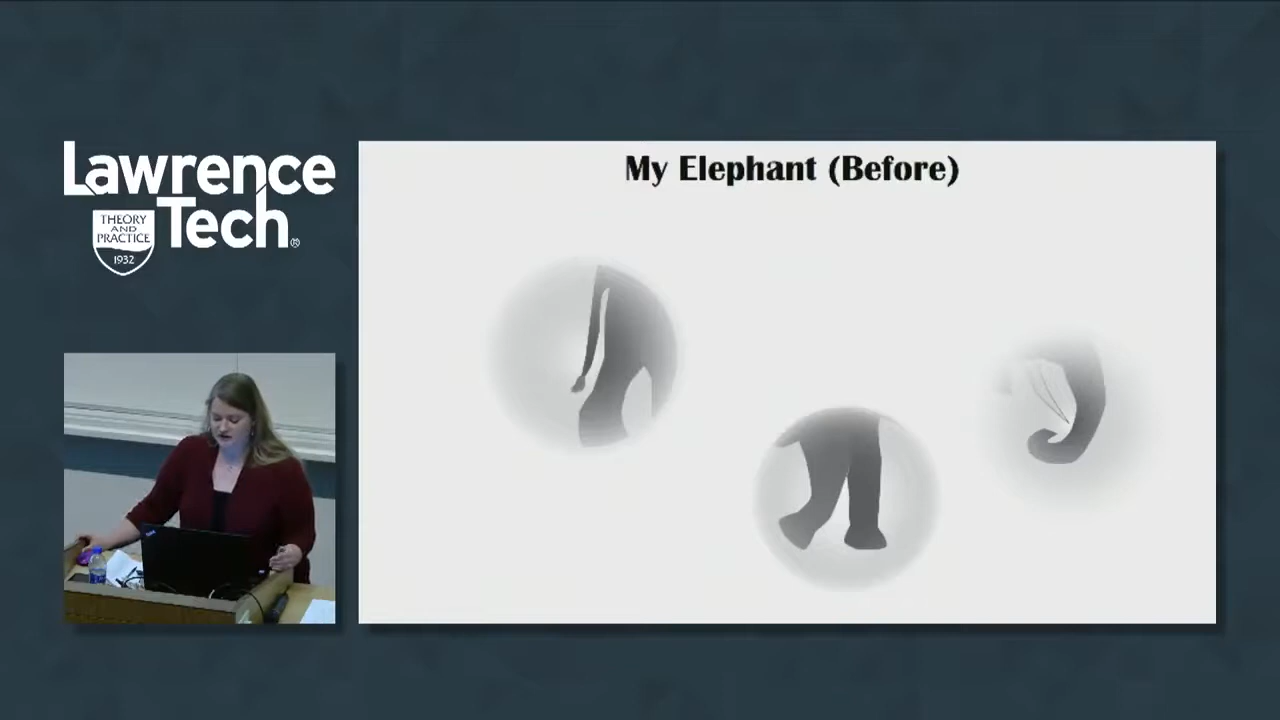 Lawrence
Tech®
THEORY
AND
PRACTICE
1932
My Elephant (Before)